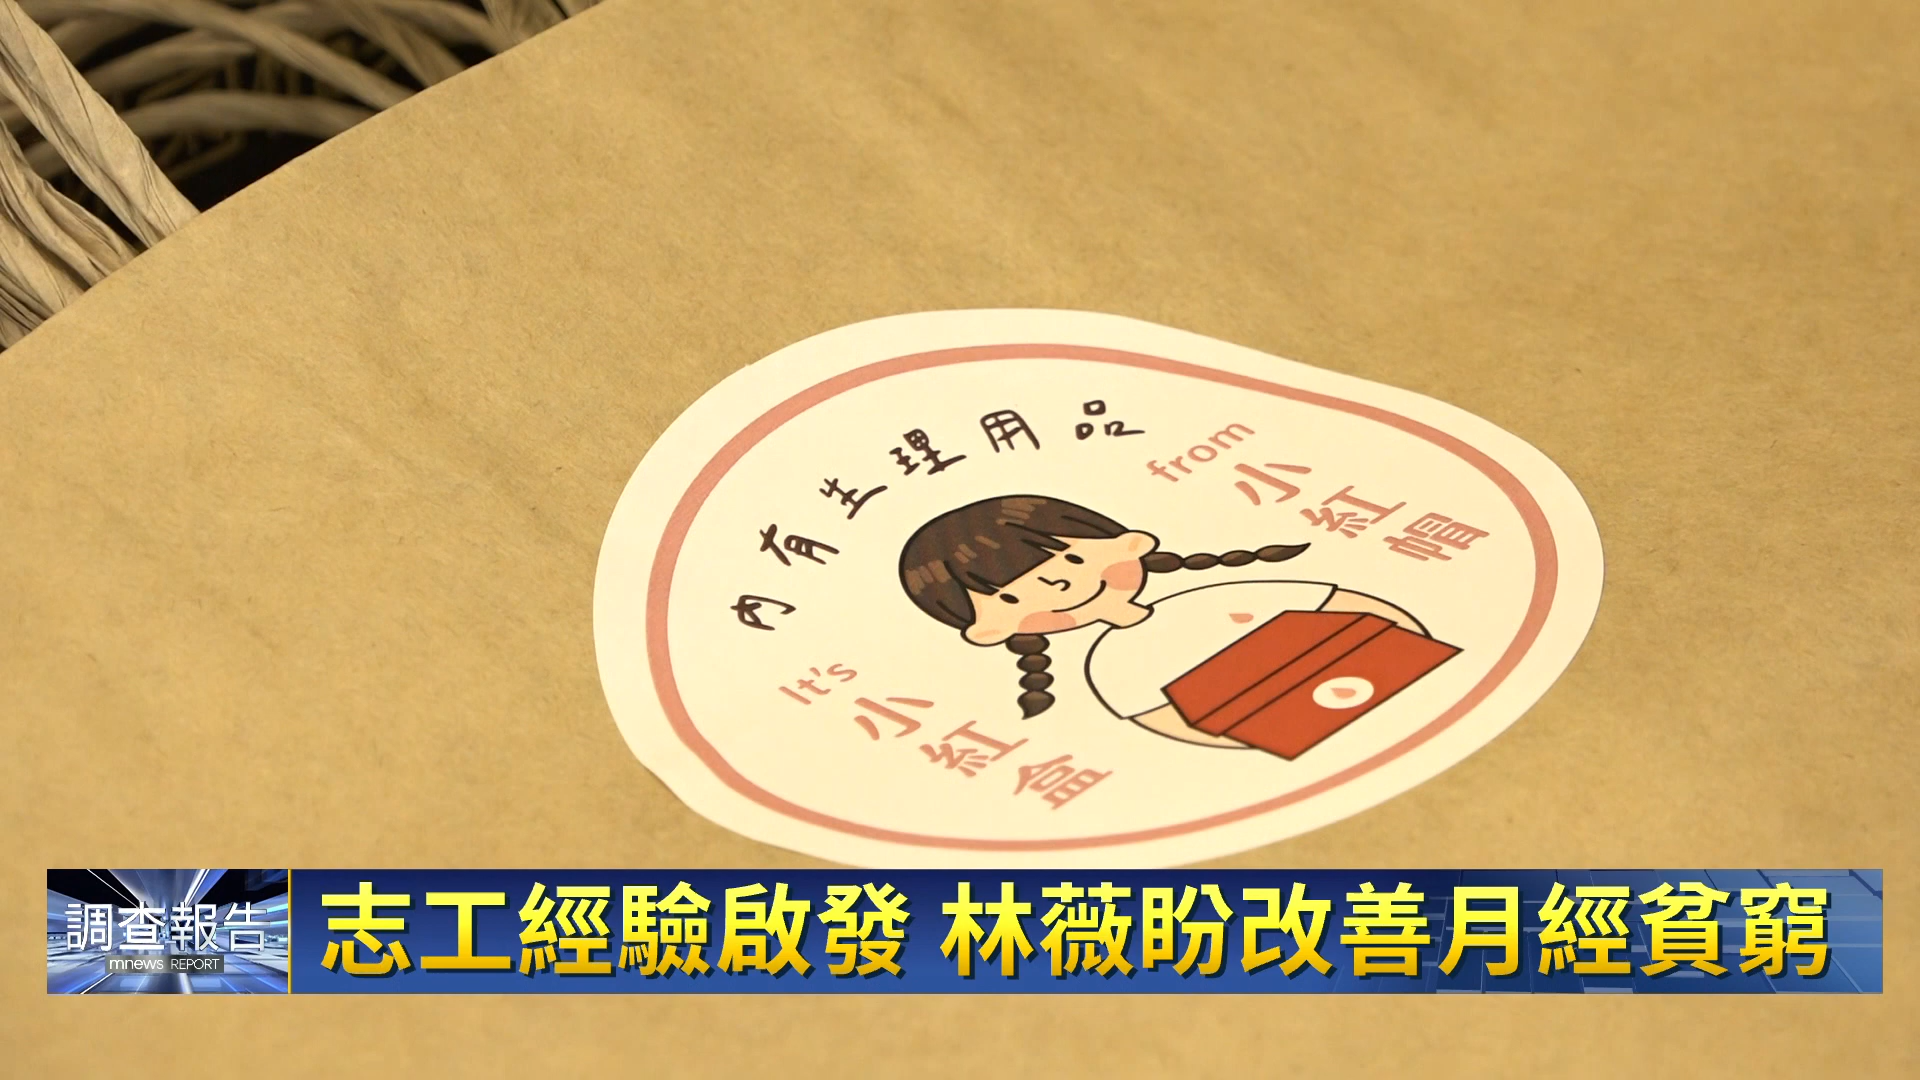 內有生理用品
from 小紅帽
It's 小紅盒
調查報告
mnews REPORT
志工經驗啟發 林薇盼改善月經貧窮